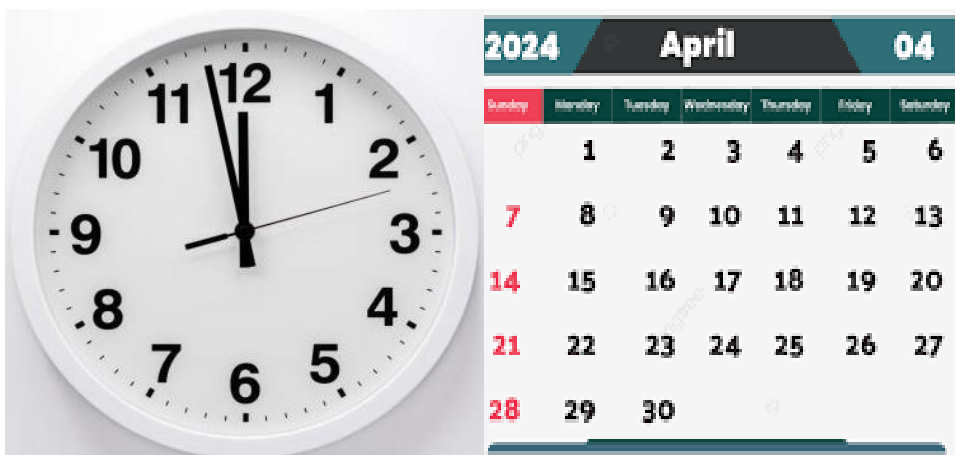 12
11 1
10 2
9 3
8 4
7 5
6
2024 April 04
Sunday Monday Tuesday Wednesday Thursday Friday Saturday
1 2 3 4 5 6
7 8 9 10 11 12 13
14 15 16 17 18 19 20
21 22 23 24 25 26 27
28 29 30